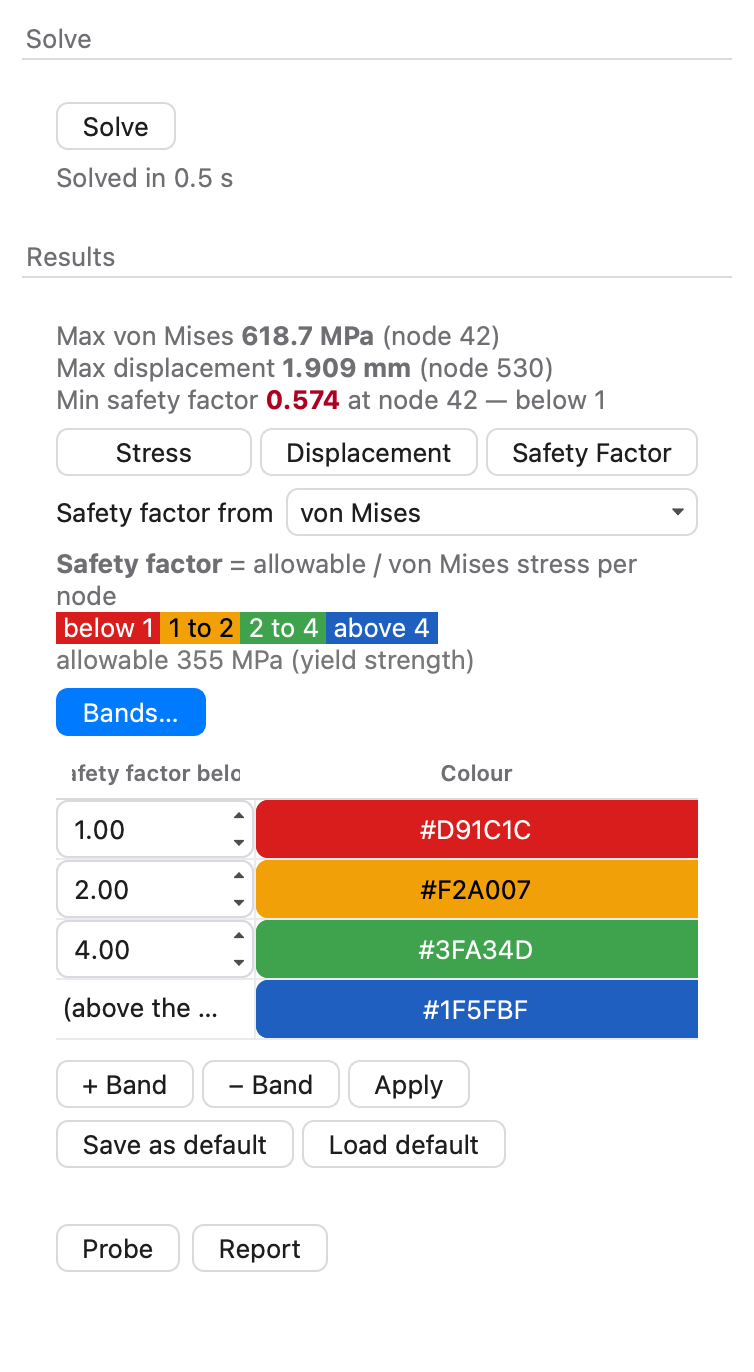 Solve
Solve
Solved in 0.5 s
Results
Max von Mises 618.7 MPa (node 42)
Max displacement 1.909 mm (node 530)
Min safety factor 0.574 at node 42 — below 1
Stress Displacement Safety Factor
Safety factor from von Mises
Safety factor = allowable / von Mises stress per
node
below 1 1 to 2 2 to 4 above 4
allowable 355 MPa (yield strength)
Bands...
afety factor belo Colour
1.00 #D91C1C
2.00 #F2A007
4.00 #3FA34D
(above the ... #1F5FBF
+ Band – Band Apply
Save as default Load default
Probe Report